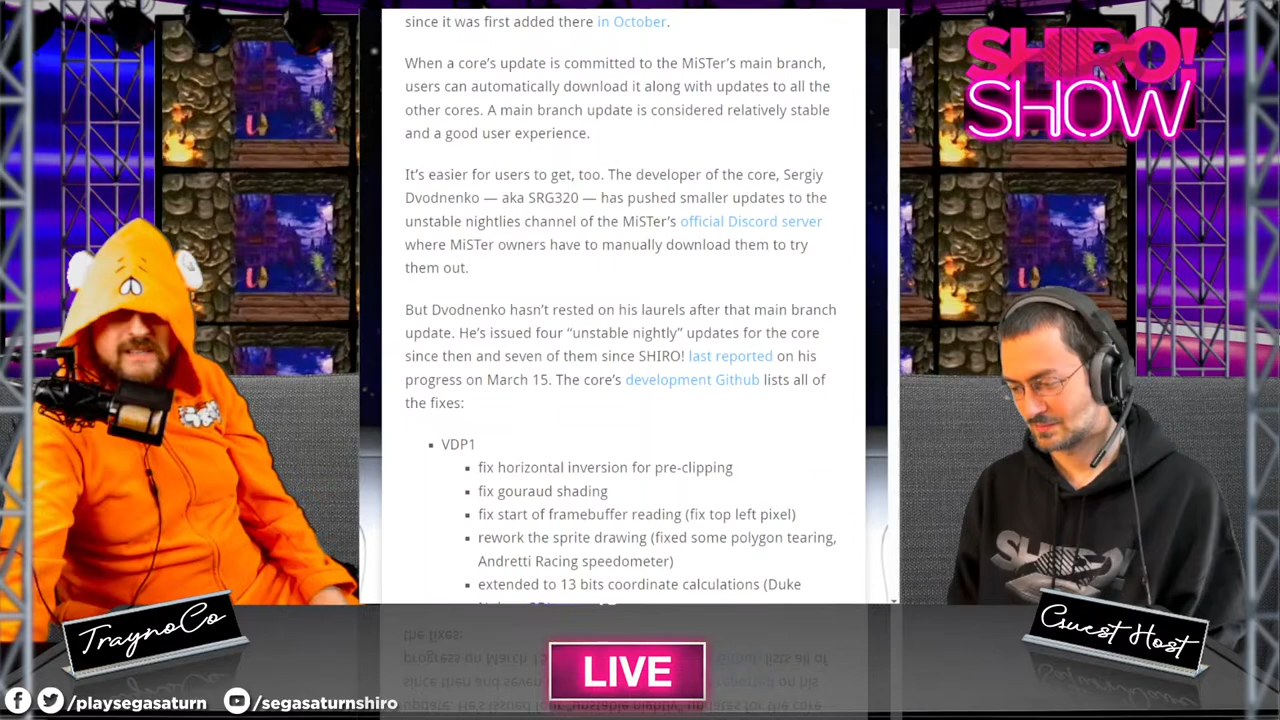 since it was first added there in October.
When a core's update is committed to the MiSTer's main branch,
users can automatically download it along with updates to all the
other cores. A main branch update is considered relatively stable
and a good user experience.
It's easier for users to get, too. The developer of the core, Sergiy
Dvodnenko — aka SRG320 — has pushed smaller updates to the
unstable nightlies channel of the MiSTer's official Discord server
where MiSTer owners have to manually download them to try
them out.
But Dvodnenko hasn't rested on his laurels after that main branch
update. He's issued four “unstable nightly” updates for the core
since then and seven of them since SHIRO! last reported on his
progress on March 15. The core's development Github lists all of
the fixes:
▪ VDP1
▪ fix horizontal inversion for pre-clipping
▪ fix gouraud shading
▪ fix start of framebuffer reading (fix top left pixel)
▪ rework the sprite drawing (fixed some polygon tearing,
Andretti Racing speedometer)
▪ extended to 13 bits coordinate calculations (Duke
SHIRO!
SHOW
TraynoCo
Guest Host
LIVE
/playsegasaturn
/segasaturnshiro